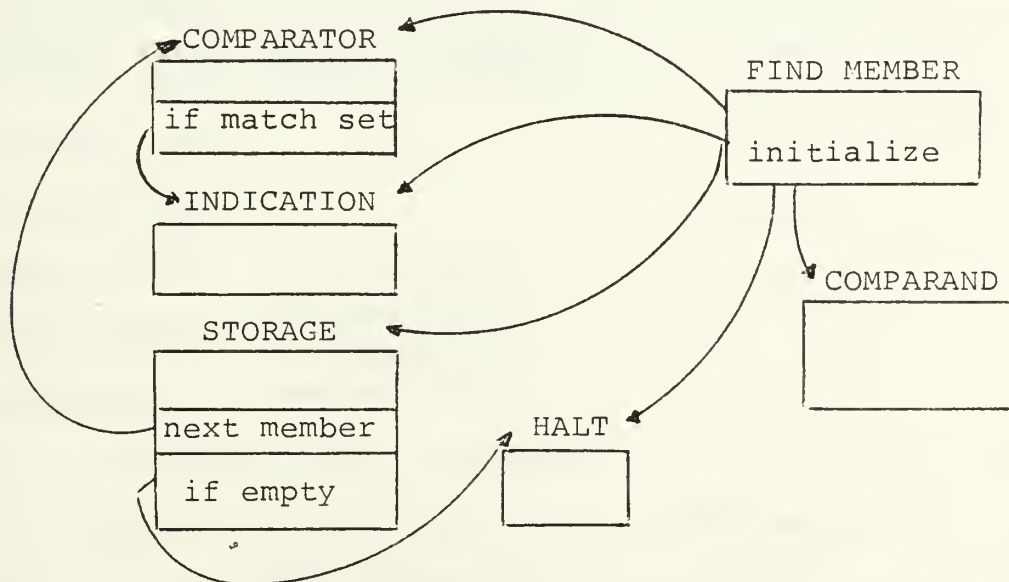 COMPARATOR
if match set
INDICATION
STORAGE
next member
if empty
FIND MEMBER
initialize
COMPARAND
HALT